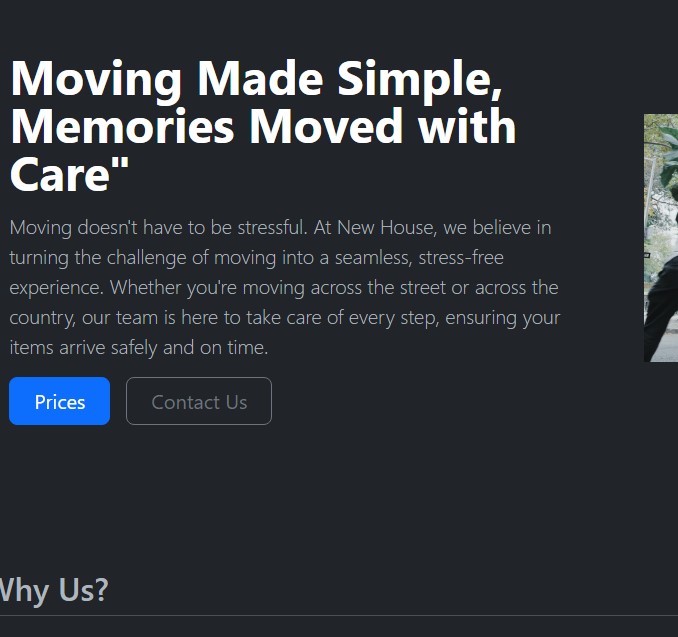 Moving Made Simple,
Memories Moved with
Care"
Moving doesn't have to be stressful. At New House, we believe in
turning the challenge of moving into a seamless, stress-free
experience. Whether you're moving across the street or across the
country, our team is here to take care of every step, ensuring your
items arrive safely and on time.
Prices Contact Us
Why Us?